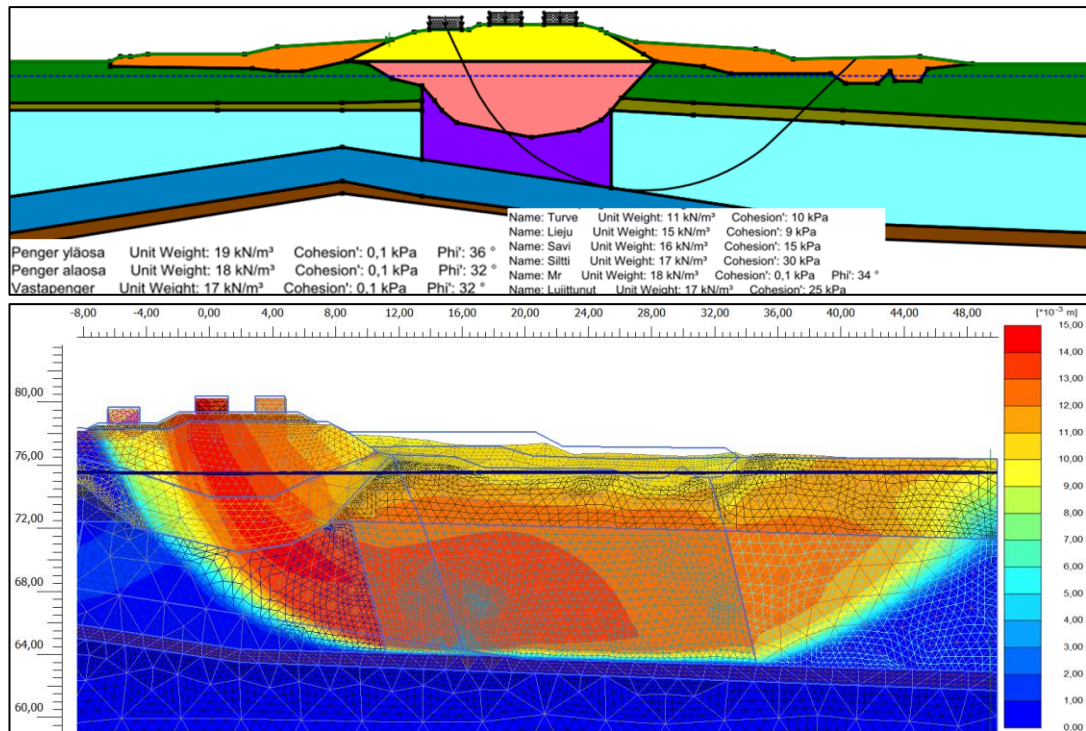 Penger yläosa Unit Weight: 19 kN/m³ Cohesion': 0,1 kPa Phi': 36 °
Penger alaosa Unit Weight: 18 kN/m³ Cohesion': 0,1 kPa Phi': 32 °
Vastapenger Unit Weight: 17 kN/m³ Cohesion': 0,1 kPa Phi': 32 °
Name: Turve Unit Weight: 11 kN/m³ Cohesion': 10 kPa
Name: Lieju Unit Weight: 15 kN/m³ Cohesion': 9 kPa
Name: Savi Unit Weight: 16 kN/m³ Cohesion': 15 kPa
Name: Siltti Unit Weight: 17 kN/m³ Cohesion': 30 kPa
Name: Mr Unit Weight: 18 kN/m³ Cohesion': 0,1 kPa Phi': 34 °
Name: Lujittunut Unit Weight: 17 kN/m³ Cohesion': 25 kPa
-8,00 -4,00 0,00 4,00 8,00 12,00 16,00 20,00 24,00 28,00 32,00 36,00 40,00 44,00 48,00
[*10⁻³ m]
80,00
76,00
72,00
68,00
64,00
60,00
15,00
14,00
13,00
12,00
11,00
10,00
9,00
8,00
7,00
6,00
5,00
4,00
3,00
2,00
1,00
0,00